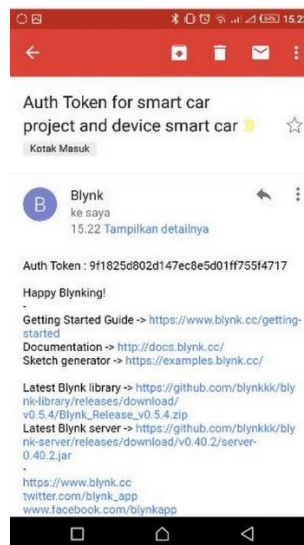 15.22
Auth Token for smart car
project and device smart car
Kotak Masuk
B
Blynk
ke saya
15.22 Tampilkan detailnya
Auth Token : 9f1825d802d147ec8e5d01ff755f4717
Happy Blynking!
-
Getting Started Guide -> https://www.blynk.cc/getting-
started
Documentation -> http://docs.blynk.cc/
Sketch generator -> https://examples.blynk.cc/
Latest Blynk library -> https://github.com/blynkkk/bly
nk-library/releases/download/
v0.5.4/Blynk_Release_v0.5.4.zip
Latest Blynk server -> https://github.com/blynkkk/bly
nk-server/releases/download/v0.40.2/server-
0.40.2.jar
-
https://www.blynk.cc
twitter.com/blynk_app
www.facebook.com/blynkapp